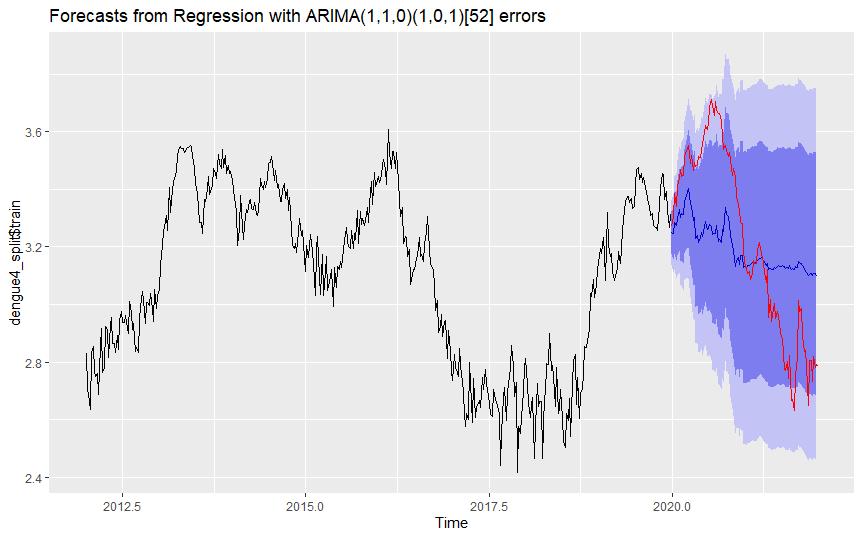 Forecasts from Regression with ARIMA(1,1,0)(1,0,1)[52] errors
dengue4_split$train
3.6
3.2
2.8
2.4
2012.5 2015.0 2017.5 2020.0
Time